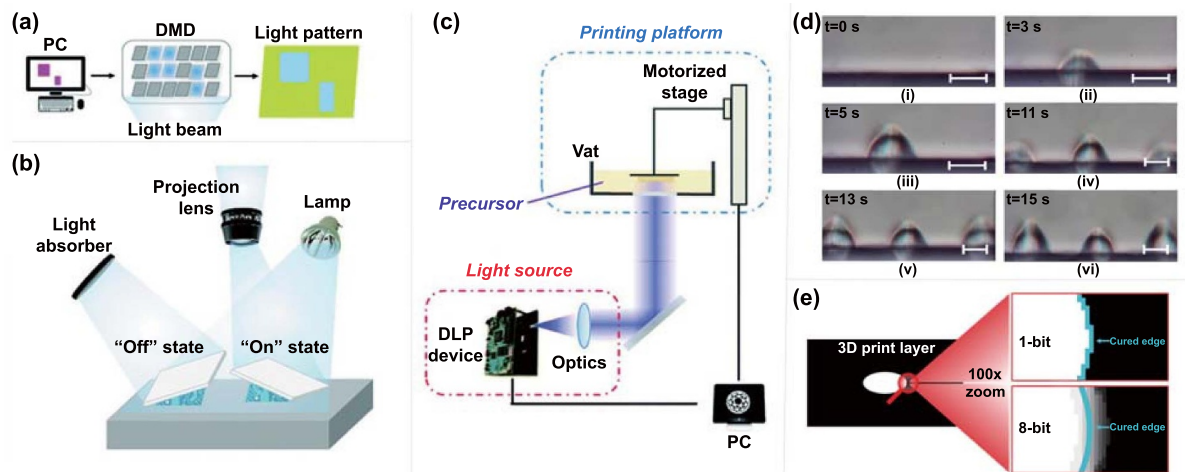 (a)
PC
DMD
Light pattern
Light beam
(b)
Projection
lens
Lamp
Light
absorber
“Off” state
“On” state
(c)
Printing platform
Motorized
stage
Vat
Precursor
Light source
DLP
device
Optics
PC
(d)
t=0 s
t=3 s
(i)
(ii)
t=5 s
t=11 s
(iii)
(iv)
t=13 s
t=15 s
(v)
(vi)
(e)
3D print layer
100x
zoom
1-bit
Cured edge
8-bit
Cured edge